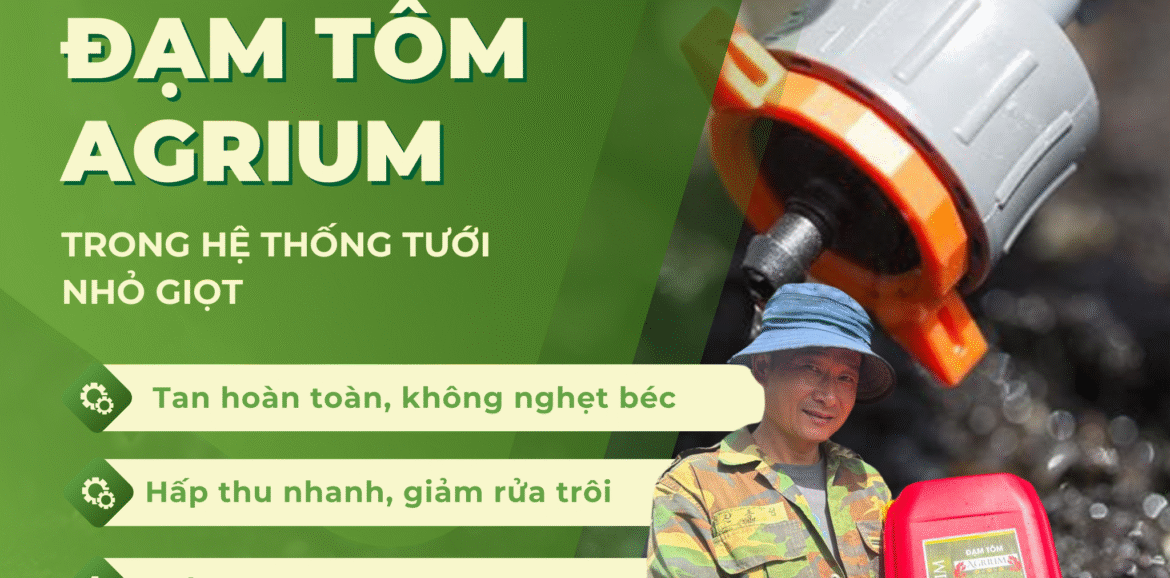 ĐẠM TÔM
AGRIUM
TRONG HỆ THỐNG TƯỚI
NHỎ GIỌT
Tan hoàn toàn, không nghẹt béc
Hấp thu nhanh, giảm rửa trôi
ĐẠM TÔM
AGRIUM